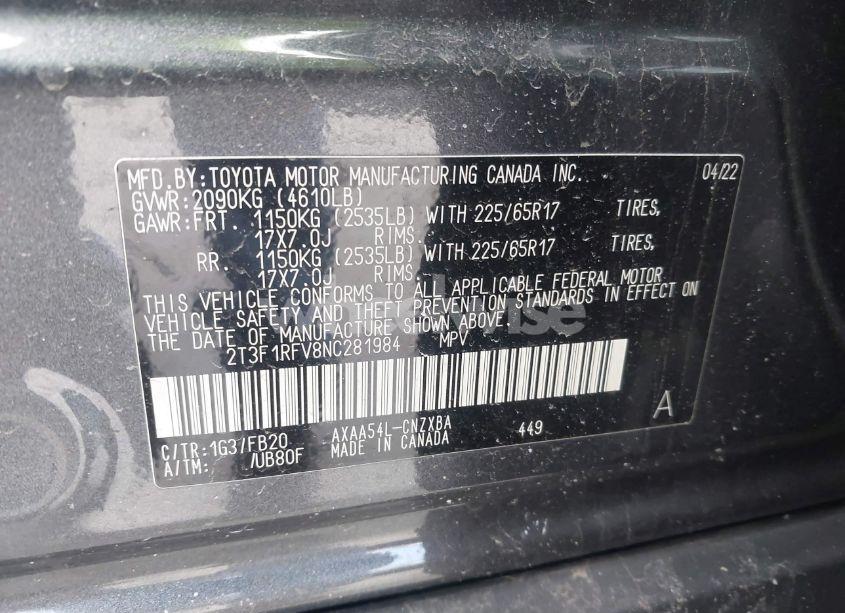 MFD.BY:TOYOTA MOTOR MANUFACTURING CANADA INC. 04/22
GVWR:2090KG (4610LB)
GAWR:FRT. 1150KG (2535LB) WITH 225/65R17 TIRES,
17X7.0J RIMS.
RR. 1150KG (2535LB) WITH 225/65R17 TIRES,
17X7.0J RIMS.
THIS VEHICLE CONFORMS TO ALL APPLICABLE FEDERAL MOTOR
VEHICLE SAFETY AND THEFT PREVENTION STANDARDS IN EFFECT ON
THE DATE OF MANUFACTURE SHOWN ABOVE.
2T3F1RFV8NC281984 MPV
A
C/TR:1G37/FB20 AXAA54L-CNZXBA 449
A/TM: /UB80F MADE IN CANADA